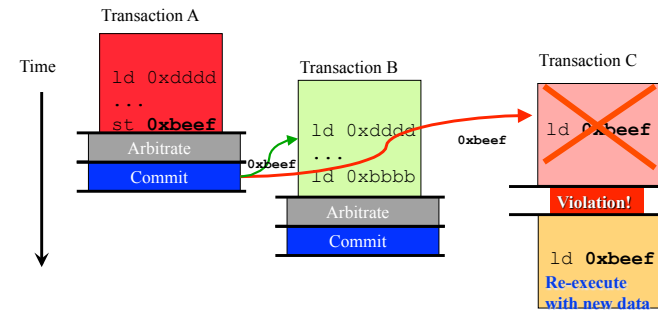 Transaction A
Time
ld 0xdddd
...
st 0xbeef
Arbitrate
Commit
Transaction B
0xbeef
ld 0xdddd
...
ld 0xbbbb
Arbitrate
Commit
Transaction C
0xbeef
ld 0xbeef
Violation!
ld 0xbeef
Re-execute
with new data